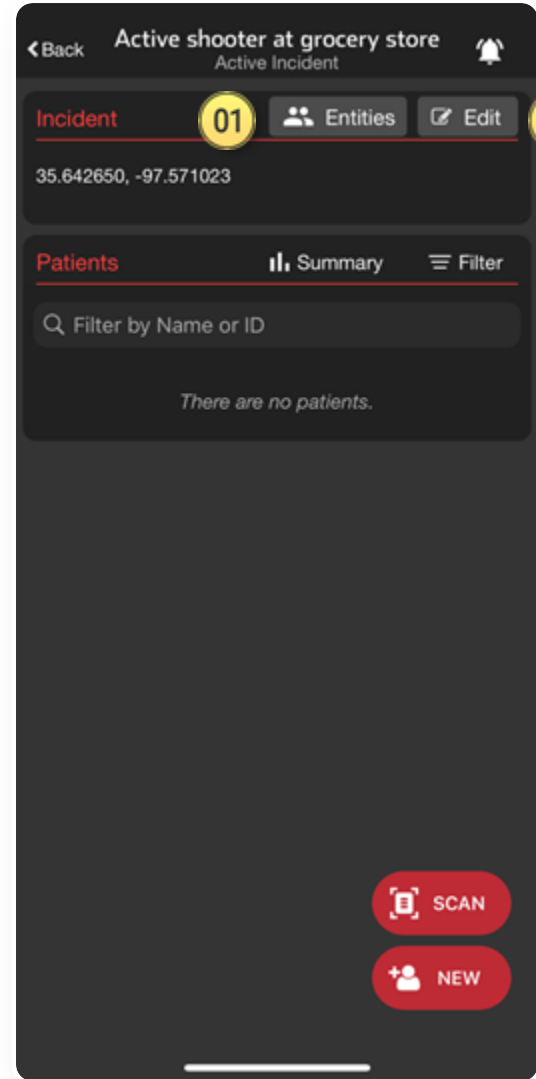 Back
Active shooter at grocery store
Active Incident
Incident
01
Entities
Edit
35.642650, -97.571023
Patients
Summary
Filter
Filter by Name or ID
There are no patients.
SCAN
NEW